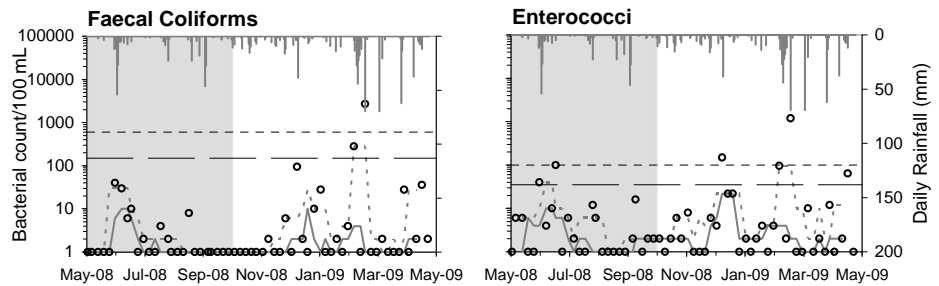 Faecal Coliforms
Enterococci
Bacterial count/100 mL
100000
10000
1000
100
10
1
May-08 Jul-08 Sep-08 Nov-08 Jan-09 Mar-09 May-09
May-08 Jul-08 Sep-08 Nov-08 Jan-09 Mar-09 May-09
0
50
100
150
200
Daily Rainfall (mm)